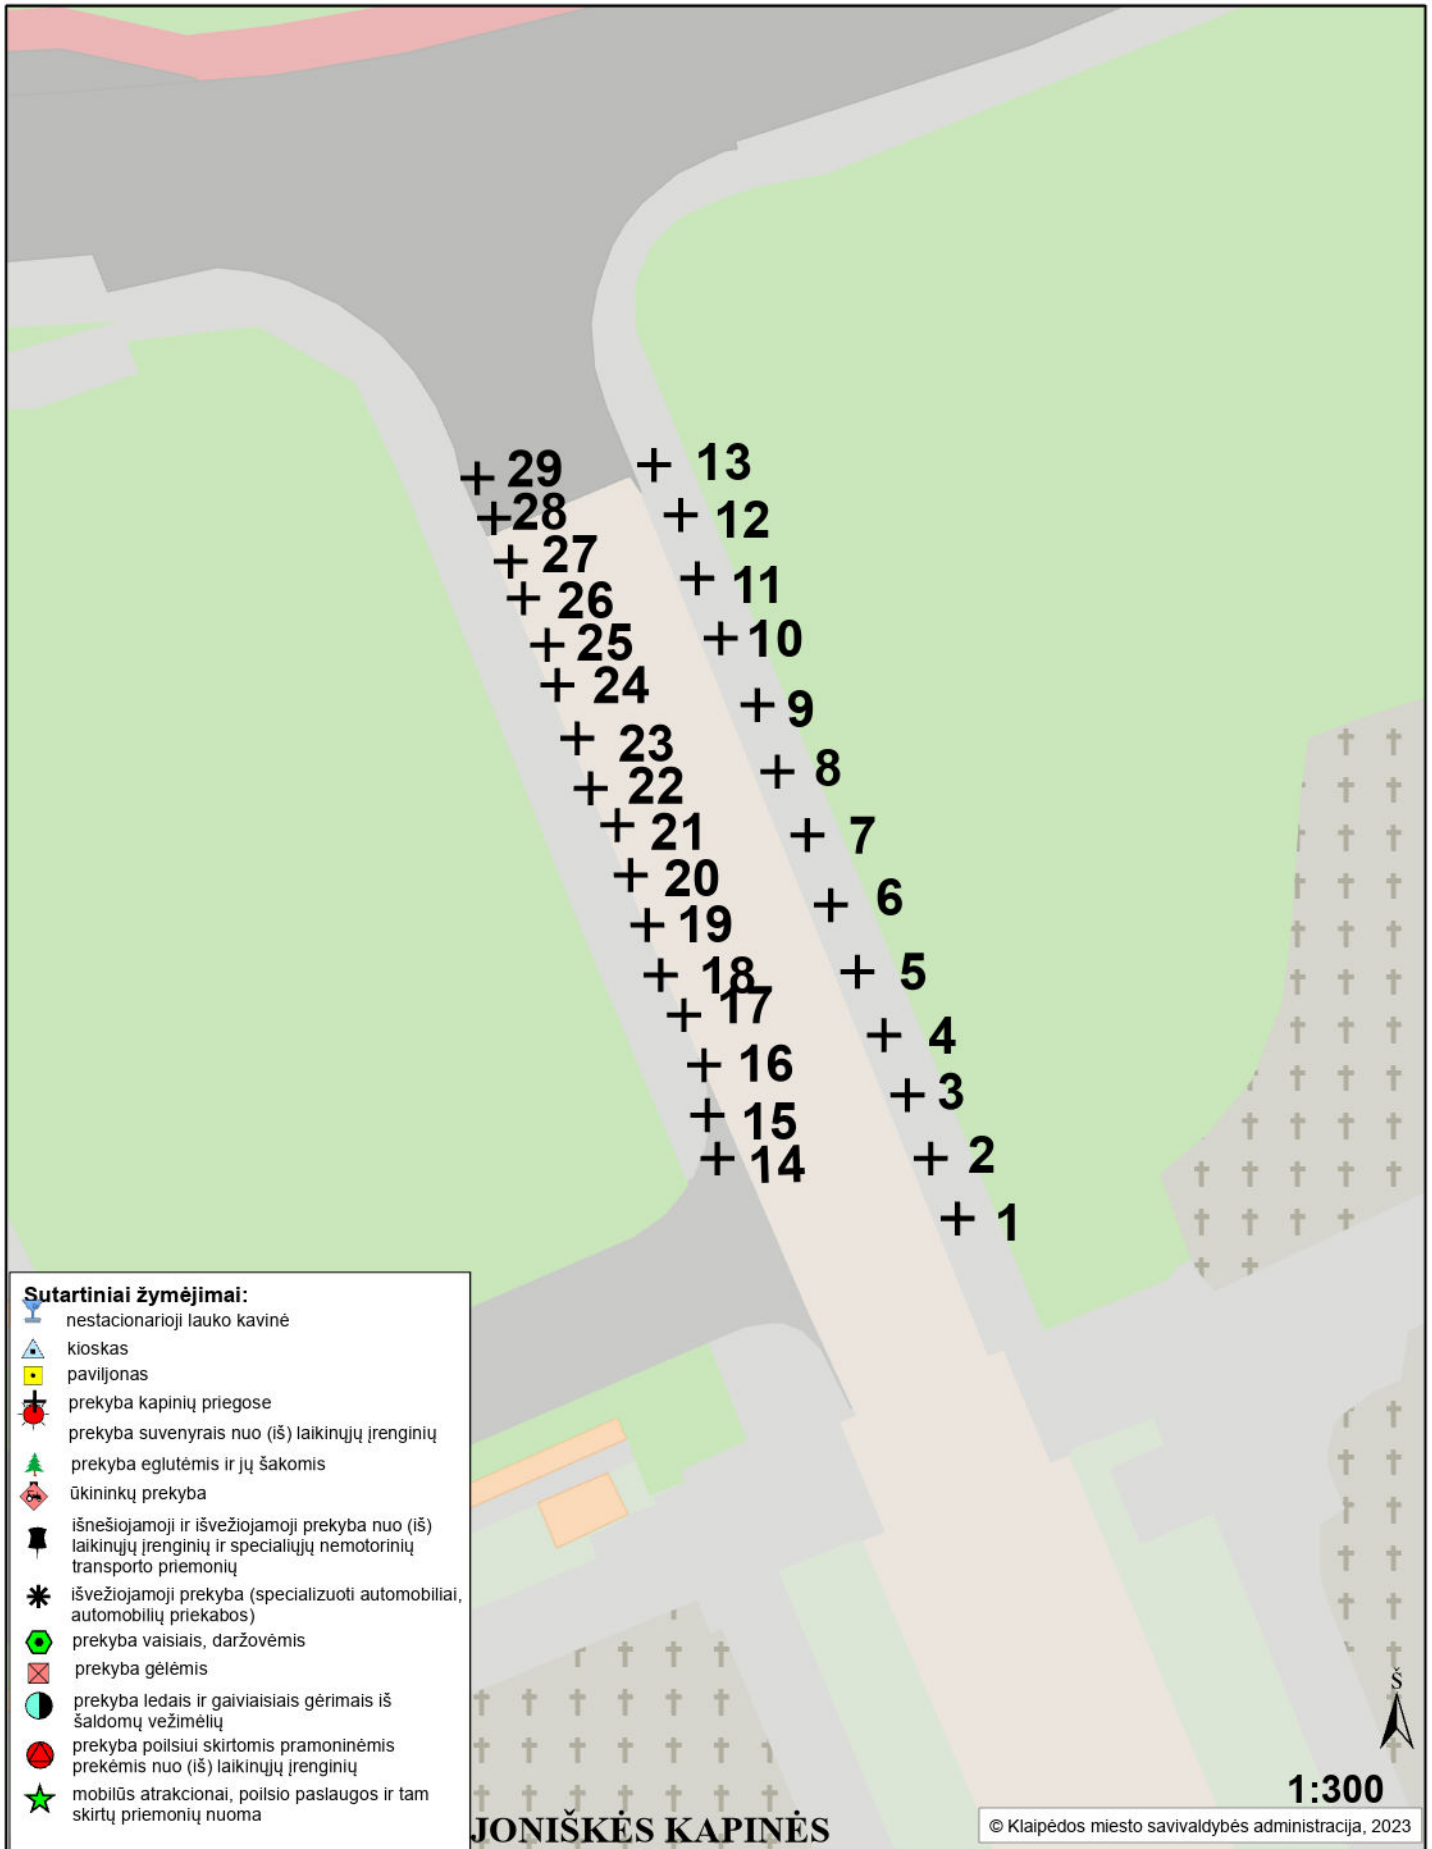 29
13
28
12
27
11
26
10
25
24
9
23
8
22
21
7
20
6
19
18
5
17
4
16
3
15
2
14
1
Sutartiniai žymėjimai:
nestacionarioji lauko kavinė
kioskas
paviljonas
prekyba kapinių priegose
prekyba suvenyrais nuo (iš) laikinųjų įrenginių
prekyba eglutėmis ir jų šakomis
ūkininkų prekyba
išnešiojamoji ir išvežiojamoji prekyba nuo (iš)
laikinųjų įrenginių ir specialiųjų nemotorinių
transporto priemonių
išvežiojamoji prekyba (specializuoti automobiliai,
automobilių priekabos)
prekyba vaisiais, daržovėmis
prekyba gėlėmis
prekyba ledais ir gaiviaisiais gėrimais iš
šaldomų vežimėlių
prekyba poilsiui skirtomis pramoninėmis
prekėmis nuo (iš) laikinųjų įrenginių
mobilūs atrakcionai, poilsio paslaugos ir tam
skirtų priemonių nuoma
JONIŠKĖS KAPINĖS
Š
1:300
© Klaipėdos miesto savivaldybės administracija, 2023